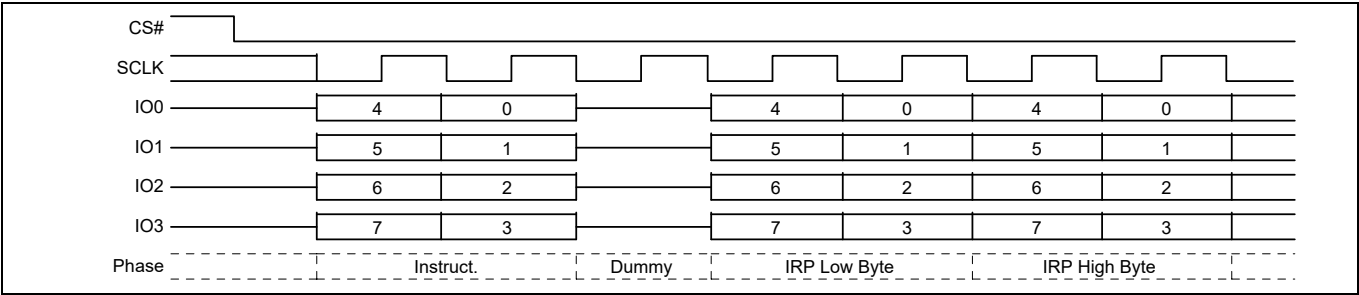 CS#
SCLK
IO0 4 0 4 0 4 0
IO1 5 1 5 1 5 1
IO2 6 2 6 2 6 2
IO3 7 3 7 3 7 3
Phase Instruct. Dummy IRP Low Byte IRP High Byte